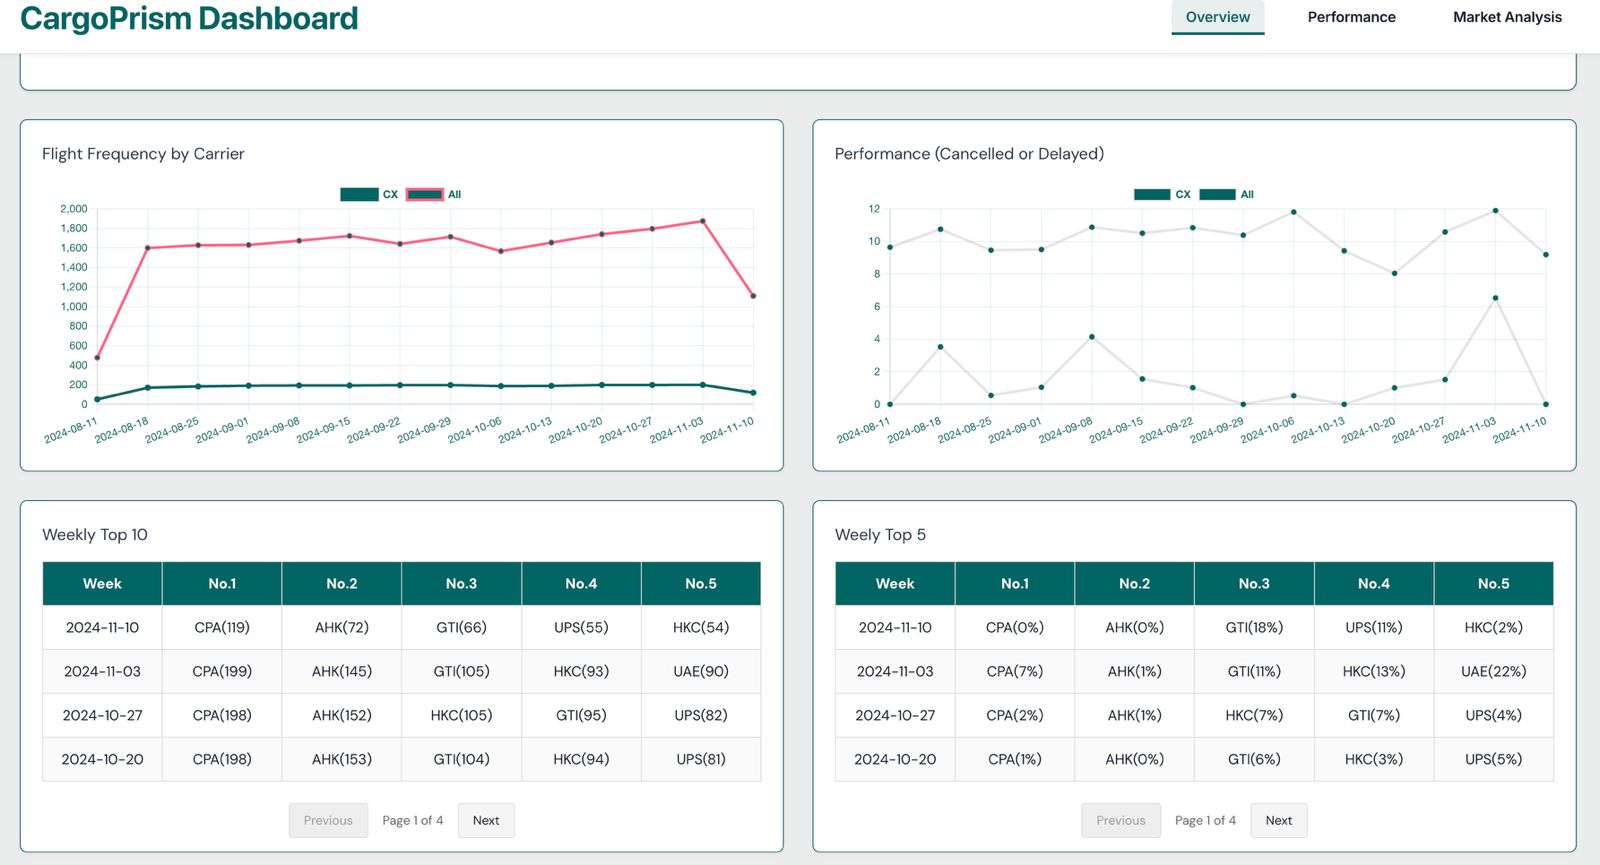 CargoPrism Dashboard
Overview
Performance
Market Analysis
Flight Frequency by Carrier
CX
All
2,000
1,800
1,600
1,400
1,200
1,000
800
600
400
200
0
2024-08-11
2024-08-18
2024-08-25
2024-09-01
2024-09-08
2024-09-15
2024-09-22
2024-09-29
2024-10-06
2024-10-13
2024-10-20
2024-10-27
2024-11-03
2024-11-10
Performance (Cancelled or Delayed)
CX
All
12
10
8
6
4
2
0
2024-08-11
2024-08-18
2024-08-25
2024-09-01
2024-09-08
2024-09-15
2024-09-22
2024-09-29
2024-10-06
2024-10-13
2024-10-20
2024-10-27
2024-11-03
2024-11-10
Weekly Top 10
Week No.1 No.2 No.3 No.4 No.5
2024-11-10 CPA(119) AHK(72) GTI(66) UPS(55) HKC(54)
2024-11-03 CPA(199) AHK(145) GTI(105) HKC(93) UAE(90)
2024-10-27 CPA(198) AHK(152) HKC(105) GTI(95) UPS(82)
2024-10-20 CPA(198) AHK(153) GTI(104) HKC(94) UPS(81)
Previous Page 1 of 4 Next
Weely Top 5
Week No.1 No.2 No.3 No.4 No.5
2024-11-10 CPA(0%) AHK(0%) GTI(18%) UPS(11%) HKC(2%)
2024-11-03 CPA(7%) AHK(1%) GTI(11%) HKC(13%) UAE(22%)
2024-10-27 CPA(2%) AHK(1%) HKC(7%) GTI(7%) UPS(4%)
2024-10-20 CPA(1%) AHK(0%) GTI(6%) HKC(3%) UPS(5%)
Previous Page 1 of 4 Next